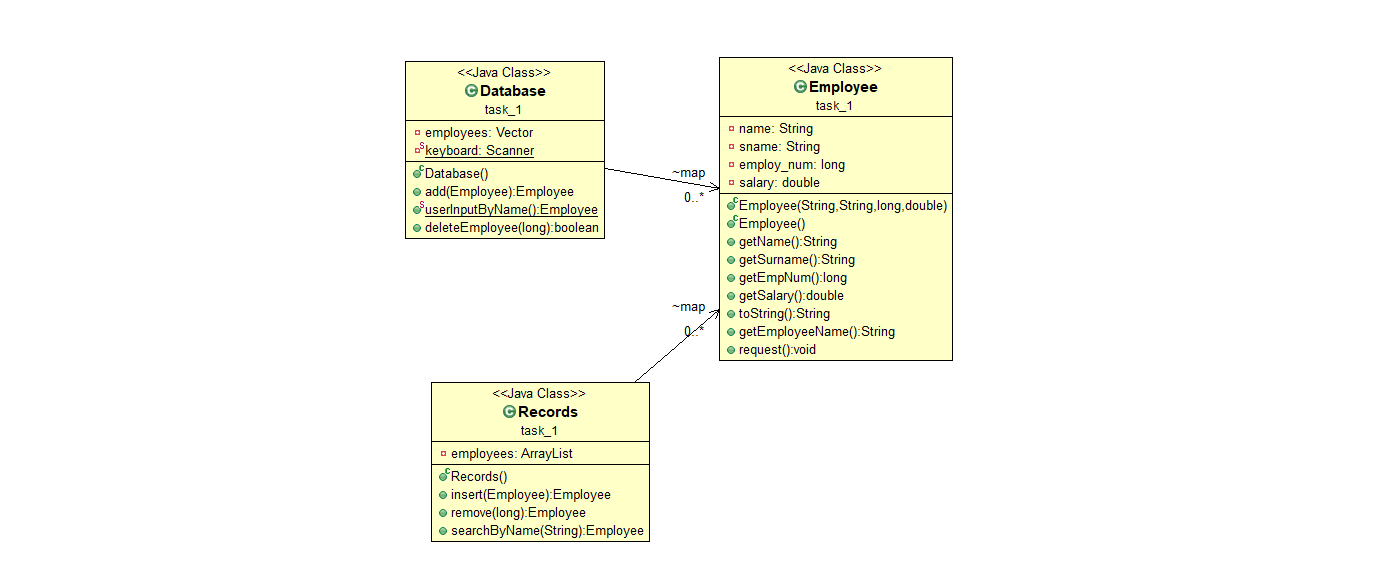 <<Java Class>>
Database
task_1
employees: Vector
keyboard: Scanner
Database()
add(Employee):Employee
userInputByName():Employee
deleteEmployee(long):boolean
~map
0..*
<<Java Class>>
Employee
task_1
name: String
sname: String
employ_num: long
salary: double
Employee(String,String,long,double)
Employee()
getName():String
getSurname():String
getEmpNum():long
getSalary():double
toString():String
getEmployeeName():String
request():void
~map
0..*
<<Java Class>>
Records
task_1
employees: ArrayList
Records()
insert(Employee):Employee
remove(long):Employee
searchByName(String):Employee